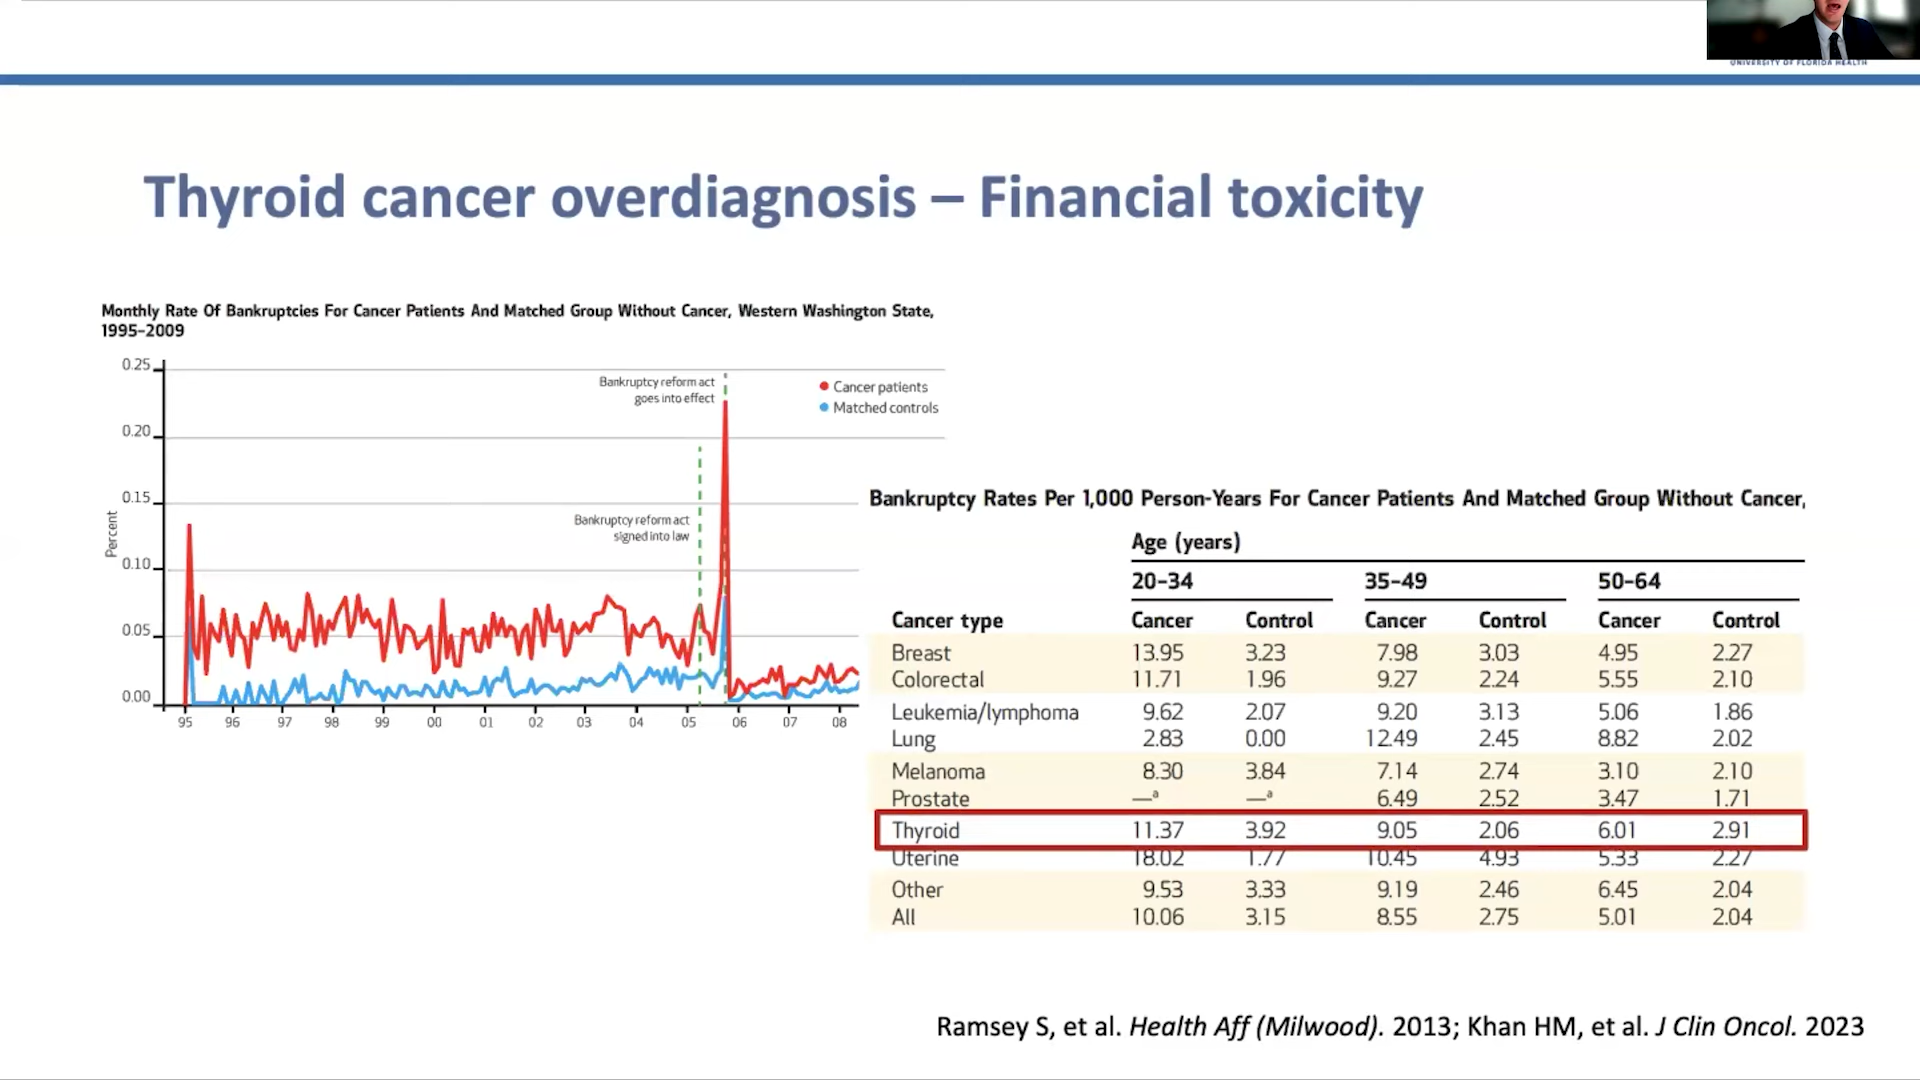 UNIVERSITY OF FLORIDA HEALTH
Thyroid cancer overdiagnosis – Financial toxicity
Monthly Rate Of Bankruptcies For Cancer Patients And Matched Group Without Cancer, Western Washington State,
1995–2009
0.25
0.20
0.15
0.10
0.05
0.00
Percent
Bankruptcy reform act
goes into effect
Bankruptcy reform act
signed into law
Cancer patients
Matched controls
95 96 97 98 99 00 01 02 03 04 05 06 07 08
Bankruptcy Rates Per 1,000 Person-Years For Cancer Patients And Matched Group Without Cancer,
Age (years)
20–34 35–49 50–64
Cancer type Cancer Control Cancer Control Cancer Control
Breast 13.95 3.23 7.98 3.03 4.95 2.27
Colorectal 11.71 1.96 9.27 2.24 5.55 2.10
Leukemia/lymphoma 9.62 2.07 9.20 3.13 5.06 1.86
Lung 2.83 0.00 12.49 2.45 8.82 2.02
Melanoma 8.30 3.84 7.14 2.74 3.10 2.10
Prostate —ª —ª 6.49 2.52 3.47 1.71
Thyroid 11.37 3.92 9.05 2.06 6.01 2.91
Uterine 18.02 1.77 10.45 4.93 5.33 2.27
Other 9.53 3.33 9.19 2.46 6.45 2.04
All 10.06 3.15 8.55 2.75 5.01 2.04
Ramsey S, et al. Health Aff (Milwood). 2013; Khan HM, et al. J Clin Oncol. 2023